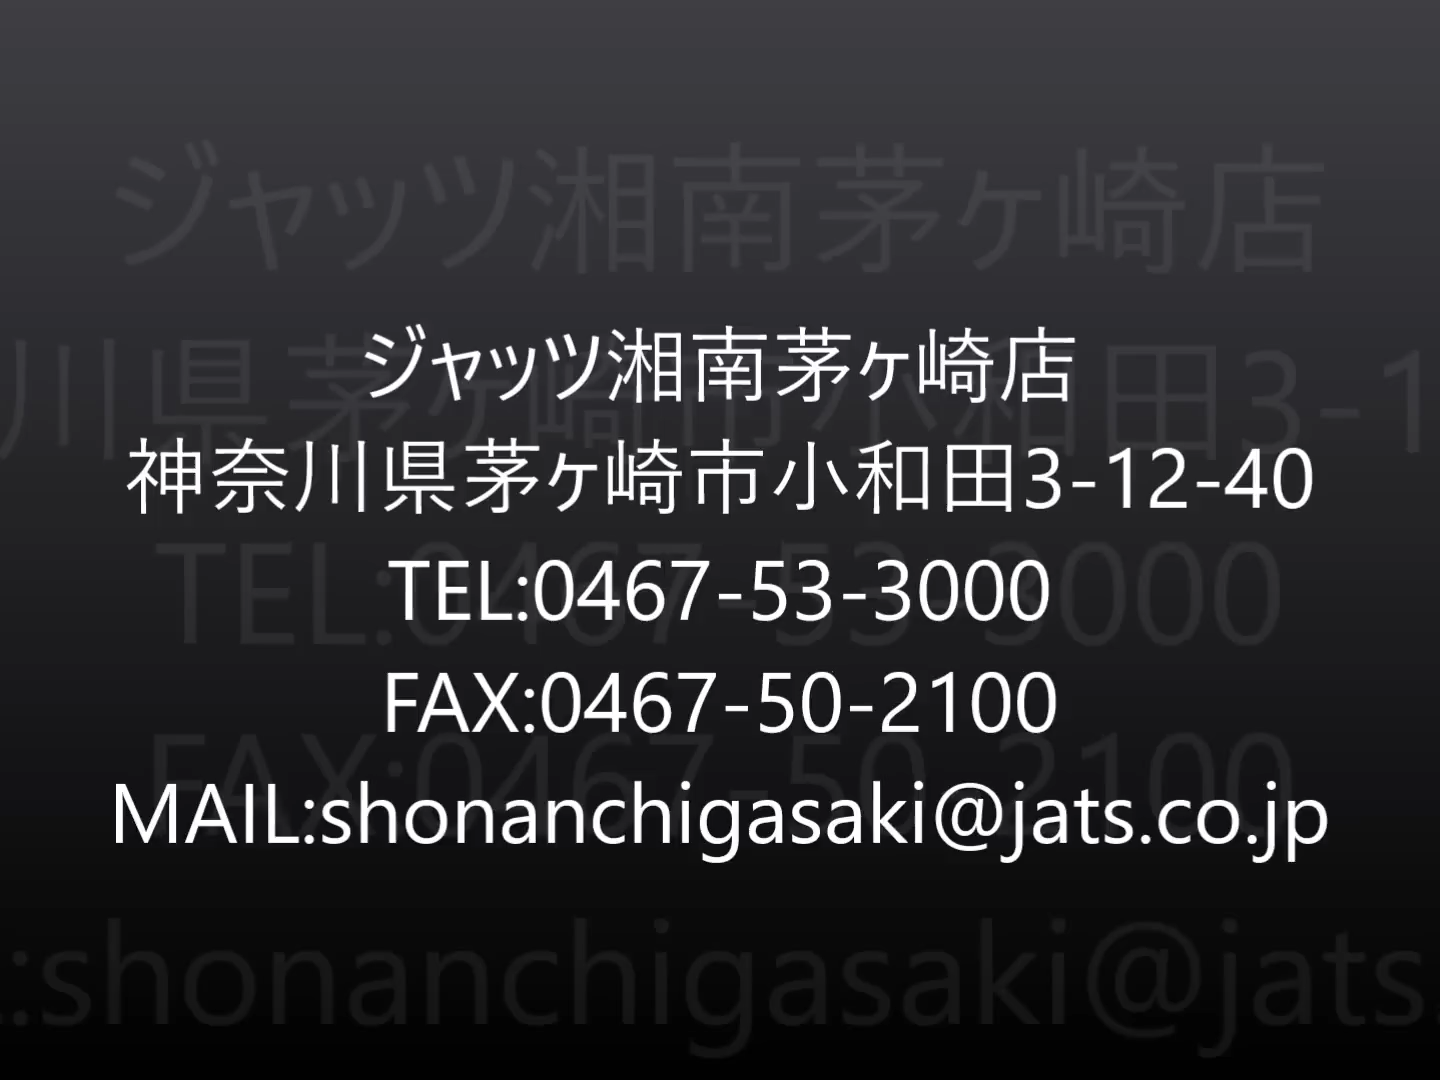 ジャッツ湘南茅ヶ崎店
神奈川県茅ヶ崎市小和田3-12-40
TEL:0467-53-3000
FAX:0467-50-2100
MAIL:shonanchigasaki@jats.co.jp